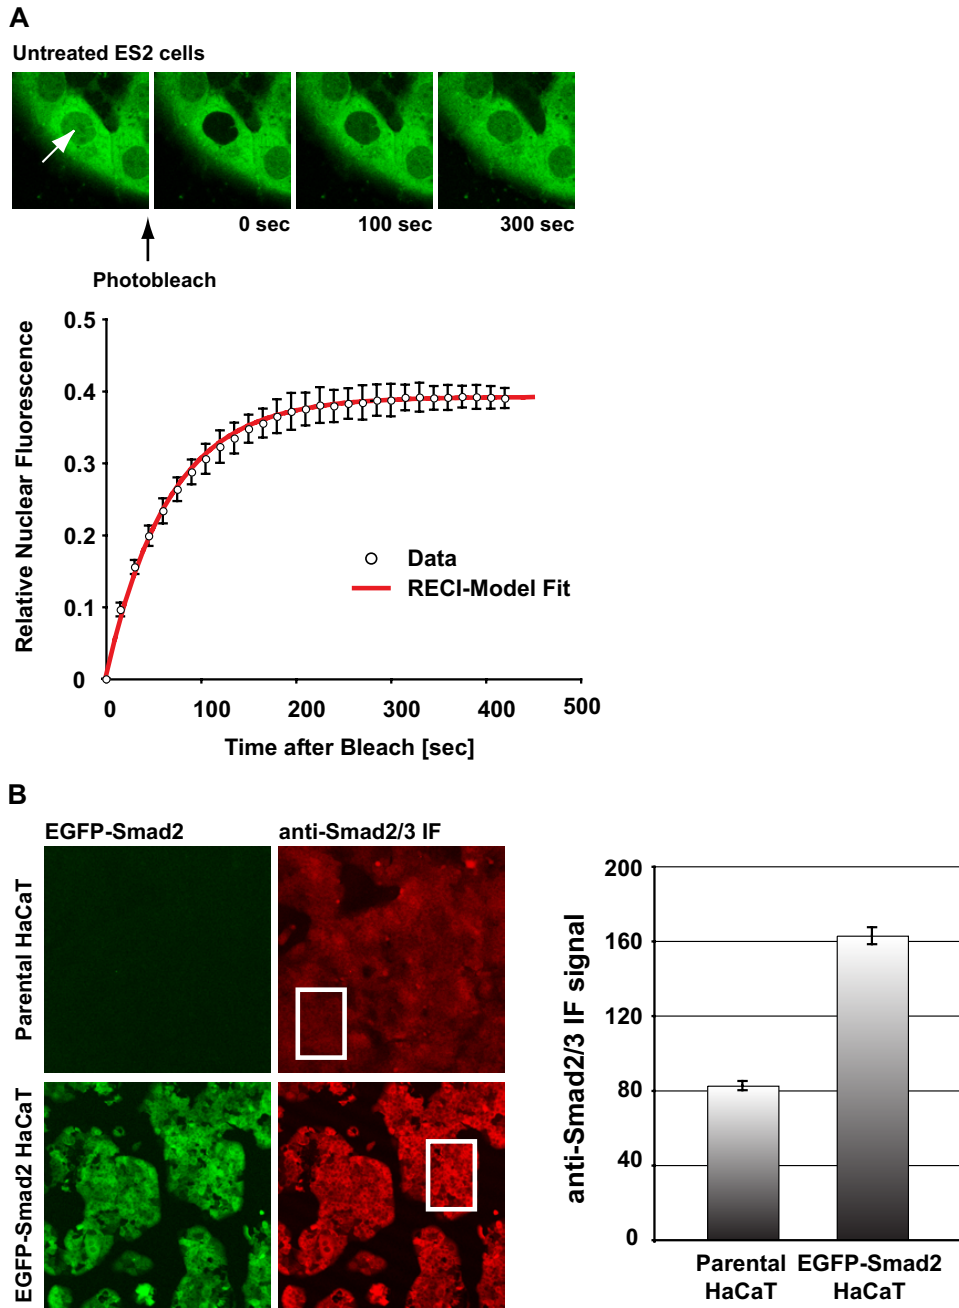 A
Untreated ES2 cells
0 sec
100 sec
300 sec
Photobleach
Relative Nuclear Fluorescence
0.5
0.4
0.3
0.2
0.1
0
Data
RECI-Model Fit
0 100 200 300 400 500
Time after Bleach [sec]
B
EGFP-Smad2
anti-Smad2/3 IF
Parental HaCaT
EGFP-Smad2 HaCaT
anti-Smad2/3 IF signal
200
160
120
80
40
0
Parental HaCaT
EGFP-Smad2 HaCaT